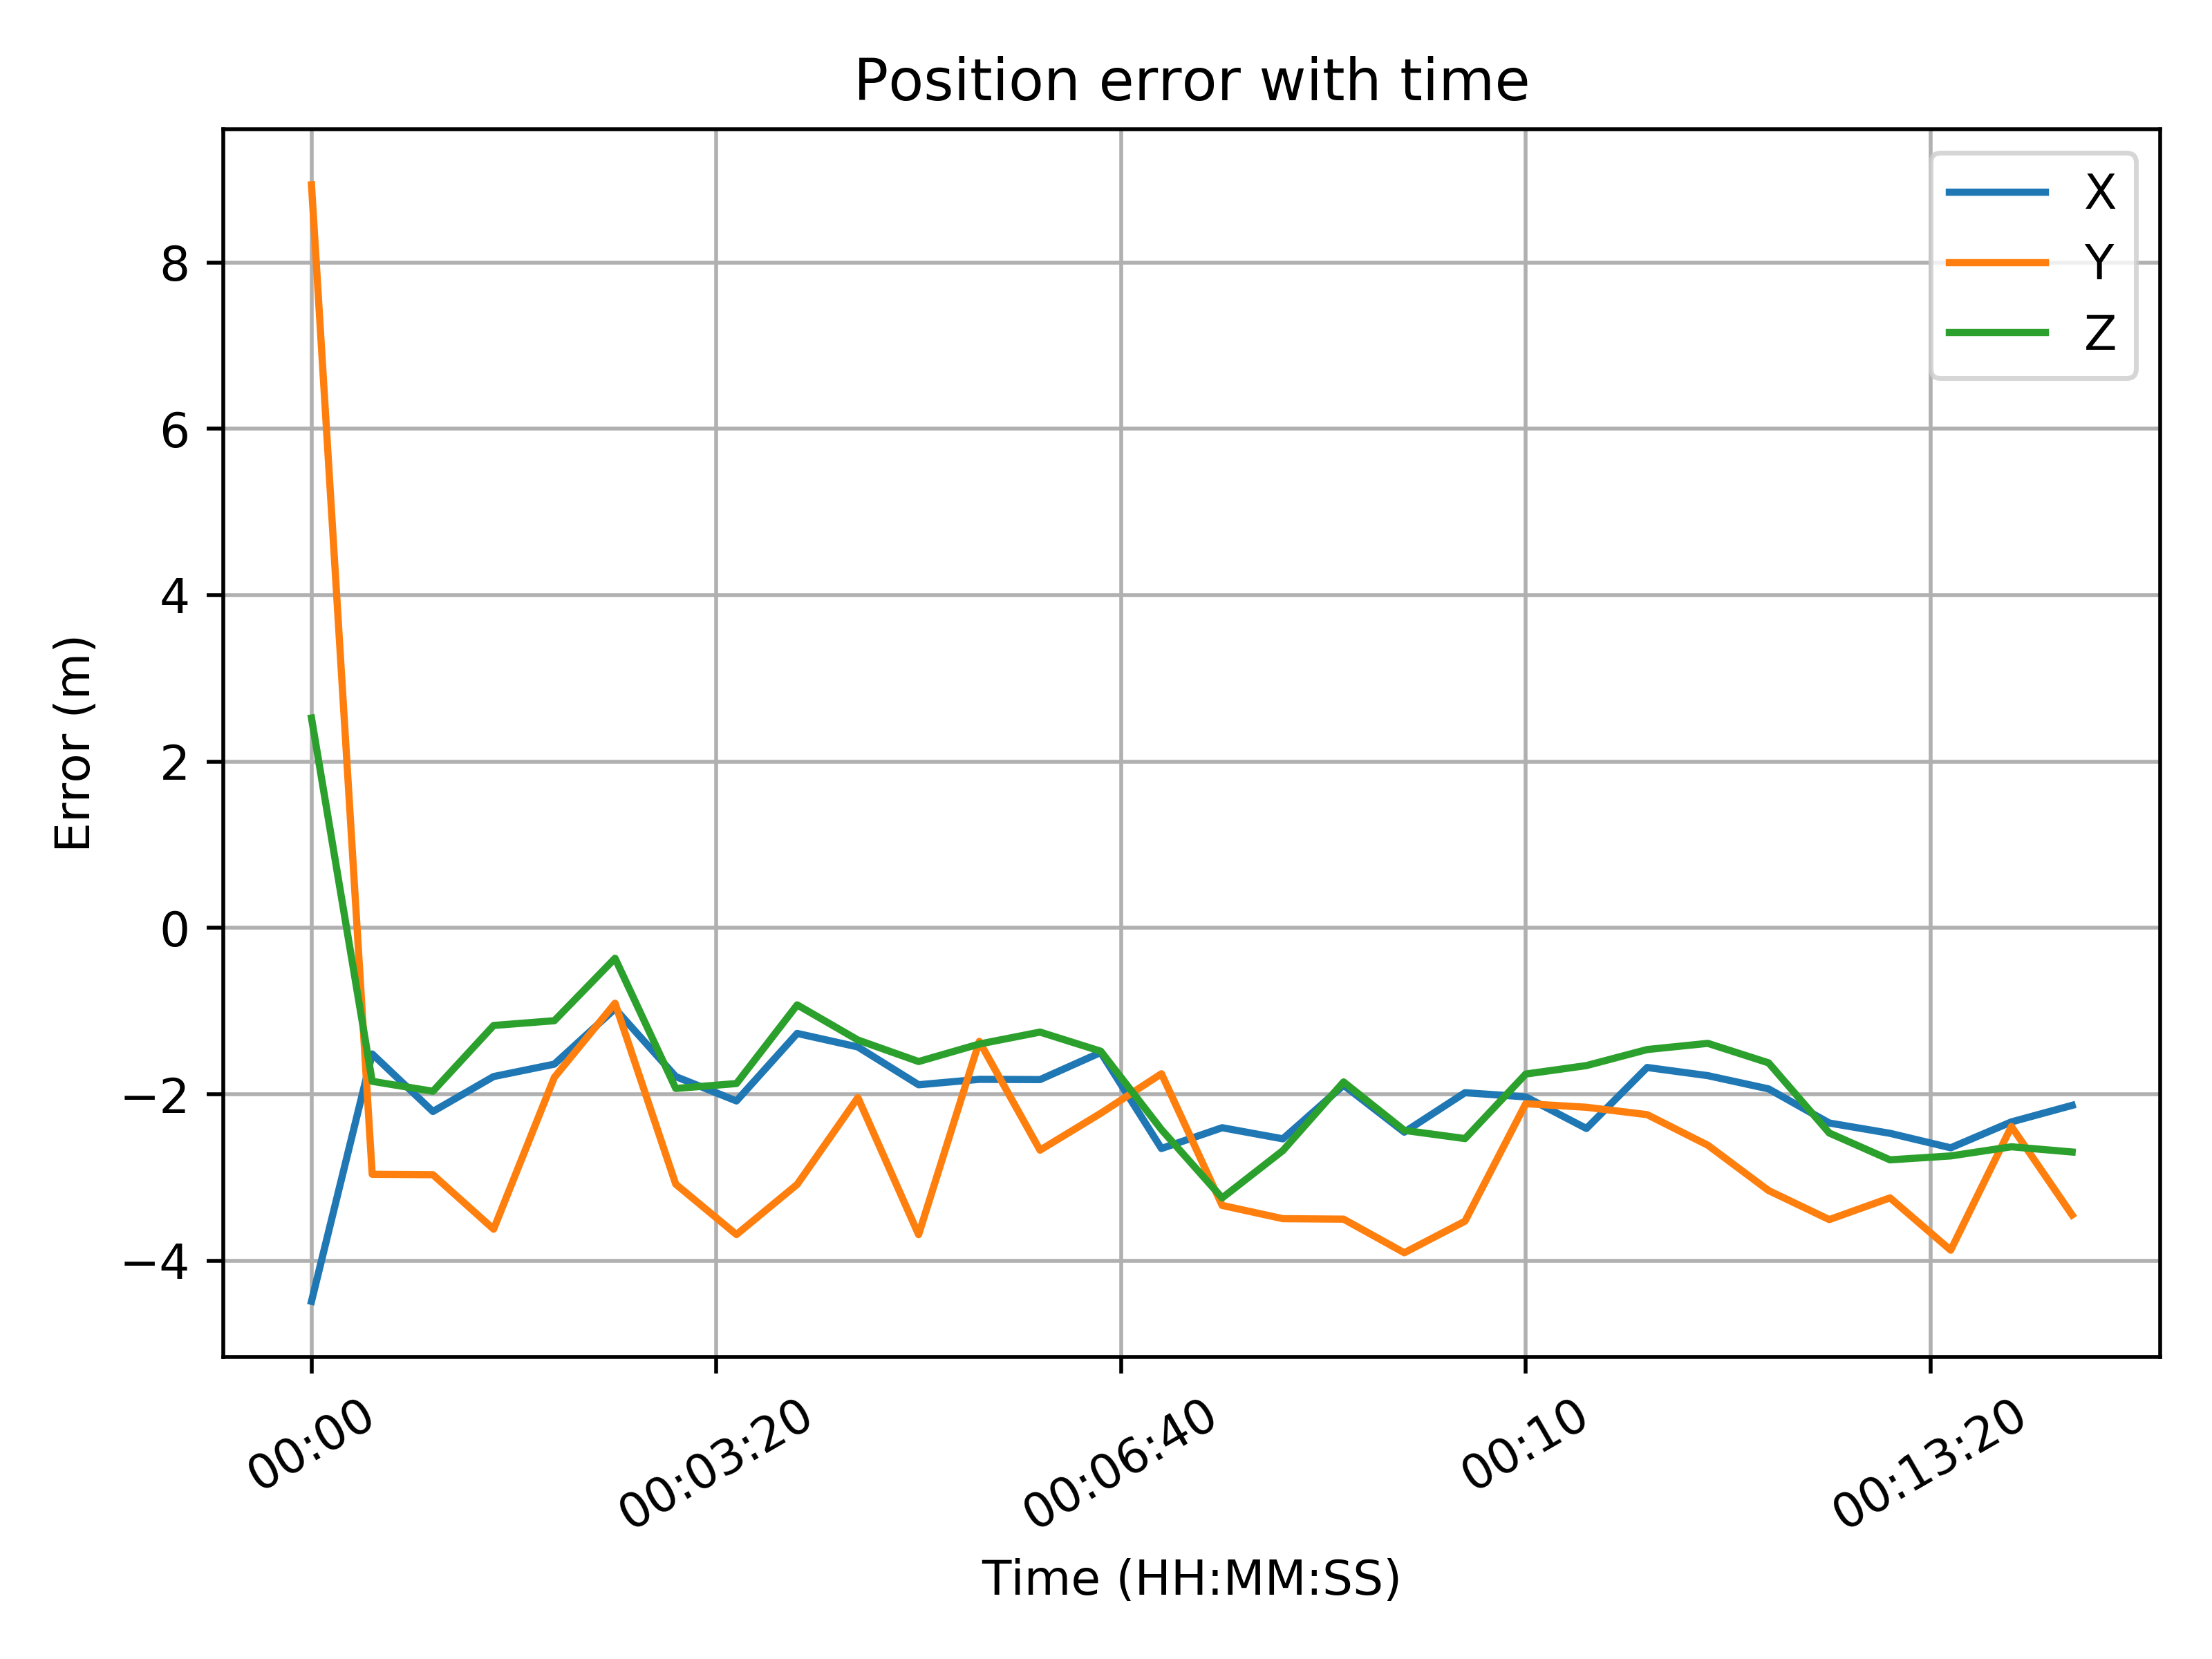 Position error with time
X
Y
Z
8
6
4
2
0
−2
−4
Error (m)
00:00
00:03:20
00:06:40
00:10
00:13:20
Time (HH:MM:SS)